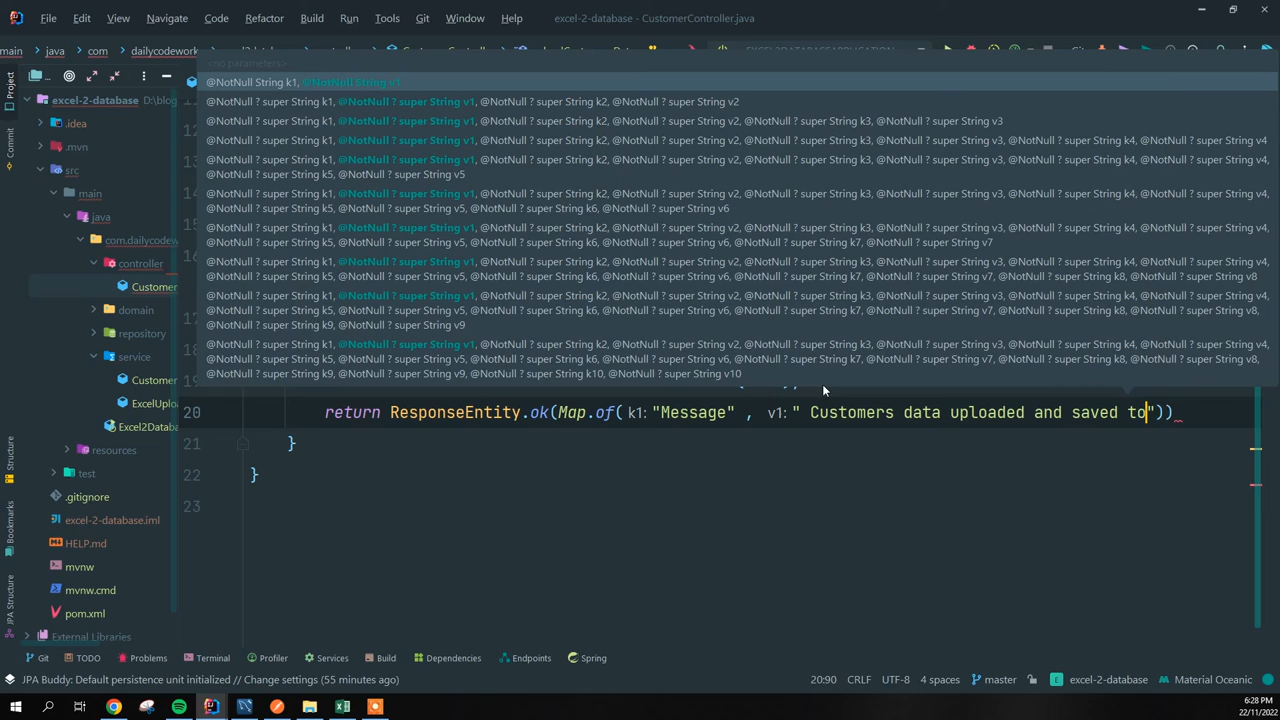 File Edit View Navigate Code Refactor Build Run Tools Git Window Help excel-2-database - CustomerController.java
main java com dailycodework
<no parameters>
Project
excel-2-database D:\blog
@NotNull String k1, @NotNull String v1
@NotNull ? super String k1, @NotNull ? super String v1, @NotNull ? super String k2, @NotNull ? super String v2
.idea
@NotNull ? super String k1, @NotNull ? super String v1, @NotNull ? super String k2, @NotNull ? super String v2, @NotNull ? super String k3, @NotNull ? super String v3
.mvn
@NotNull ? super String k1, @NotNull ? super String v1, @NotNull ? super String k2, @NotNull ? super String v2, @NotNull ? super String k3, @NotNull ? super String v3, @NotNull ? super String k4, @NotNull ? super String v4
Commit
src
@NotNull ? super String k1, @NotNull ? super String v1, @NotNull ? super String k2, @NotNull ? super String v2, @NotNull ? super String k3, @NotNull ? super String v3, @NotNull ? super String k4, @NotNull ? super String v4,
@NotNull ? super String k5, @NotNull ? super String v5
main
@NotNull ? super String k1, @NotNull ? super String v1, @NotNull ? super String k2, @NotNull ? super String v2, @NotNull ? super String k3, @NotNull ? super String v3, @NotNull ? super String k4, @NotNull ? super String v4,
@NotNull ? super String k5, @NotNull ? super String v5, @NotNull ? super String k6, @NotNull ? super String v6
java
@NotNull ? super String k1, @NotNull ? super String v1, @NotNull ? super String k2, @NotNull ? super String v2, @NotNull ? super String k3, @NotNull ? super String v3, @NotNull ? super String k4, @NotNull ? super String v4,
@NotNull ? super String k5, @NotNull ? super String v5, @NotNull ? super String k6, @NotNull ? super String v6, @NotNull ? super String k7, @NotNull ? super String v7
com.dailycodew
controller
@NotNull ? super String k1, @NotNull ? super String v1, @NotNull ? super String k2, @NotNull ? super String v2, @NotNull ? super String k3, @NotNull ? super String v3, @NotNull ? super String k4, @NotNull ? super String v4,
@NotNull ? super String k5, @NotNull ? super String v5, @NotNull ? super String k6, @NotNull ? super String v6, @NotNull ? super String k7, @NotNull ? super String v7, @NotNull ? super String k8, @NotNull ? super String v8
Customer
@NotNull ? super String k1, @NotNull ? super String v1, @NotNull ? super String k2, @NotNull ? super String v2, @NotNull ? super String k3, @NotNull ? super String v3, @NotNull ? super String k4, @NotNull ? super String v4,
@NotNull ? super String k5, @NotNull ? super String v5, @NotNull ? super String k6, @NotNull ? super String v6, @NotNull ? super String k7, @NotNull ? super String v7, @NotNull ? super String k8, @NotNull ? super String v8,
@NotNull ? super String k9, @NotNull ? super String v9
domain
repository
@NotNull ? super String k1, @NotNull ? super String v1, @NotNull ? super String k2, @NotNull ? super String v2, @NotNull ? super String k3, @NotNull ? super String v3, @NotNull ? super String k4, @NotNull ? super String v4,
@NotNull ? super String k5, @NotNull ? super String v5, @NotNull ? super String k6, @NotNull ? super String v6, @NotNull ? super String k7, @NotNull ? super String v7, @NotNull ? super String k8, @NotNull ? super String v8,
@NotNull ? super String k9, @NotNull ? super String v9, @NotNull ? super String k10, @NotNull ? super String v10
service
Customer
19
ExcelUplo
20 return ResponseEntity.ok(Map.of( k1: "Message" , v1: " Customers data uploaded and saved to"))
Excel2Databa
21 }
resources
Structure
22 }
test
.gitignore
23
excel-2-database.iml
Bookmarks
HELP.md
mvnw
mvnw.cmd
JPA Structure
pom.xml
External Libraries
Git TODO Problems Terminal Profiler Services Build Dependencies Endpoints Spring
JPA Buddy: Default persistence unit initialized // Change settings (55 minutes ago) 20:90 CRLF UTF-8 4 spaces master excel-2-database Material Oceanic
6:28 PM
22/11/2022